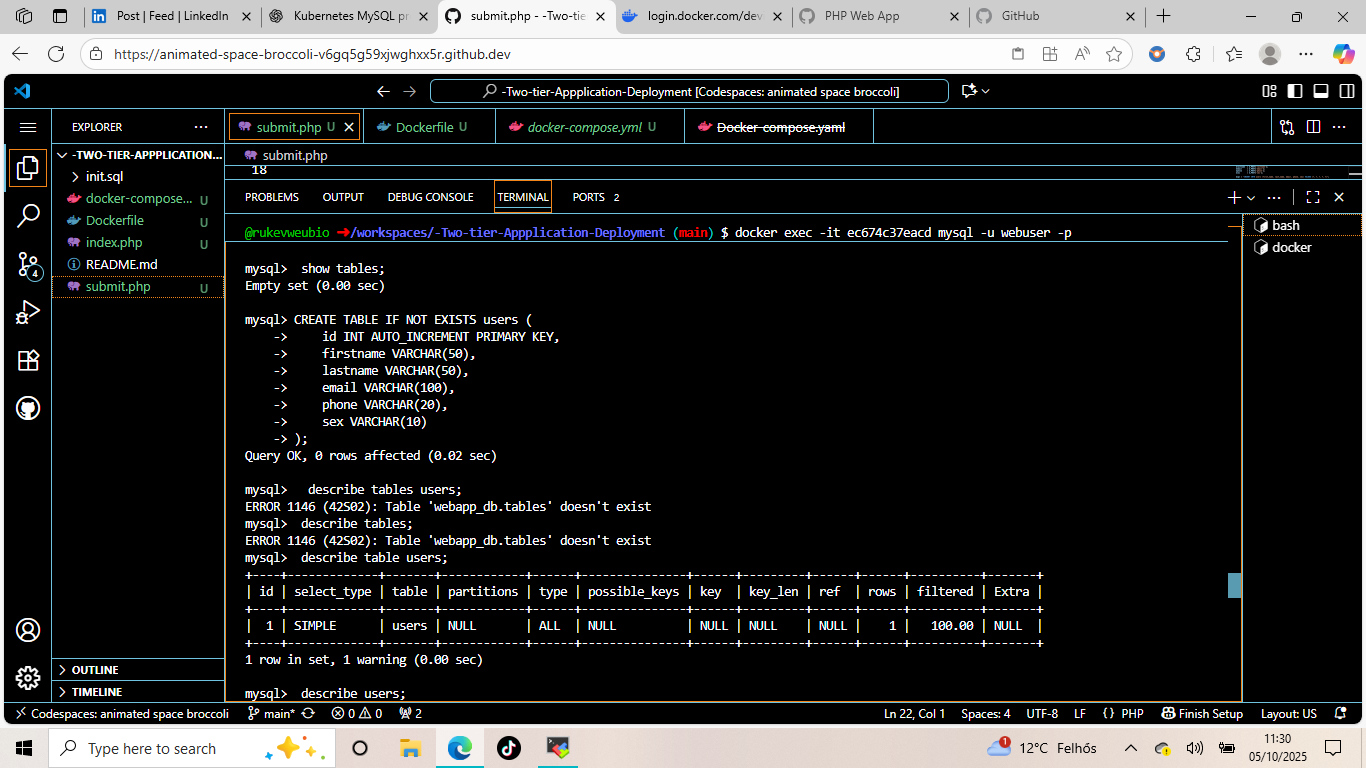 Post | Feed | LinkedIn
Kubernetes MySQL pr
submit.php - -Two-tie
login.docker.com/dev
PHP Web App
GitHub
https://animated-space-broccoli-v6gq5g59xjwghxx5r.github.dev
-Two-tier-Appplication-Deployment [Codespaces: animated space broccoli]
EXPLORER
submit.php U
Dockerfile U
docker-compose.yml U
Docker-compose.yaml
-TWO-TIER-APPPLICATION...
submit.php
init.sql
18
docker-compose... U
PROBLEMS OUTPUT DEBUG CONSOLE TERMINAL PORTS 2
Dockerfile U
index.php U
README.md
submit.php U
4
bash
docker
@rukevweubio ➜/workspaces/-Two-tier-Appplication-Deployment (main) $ docker exec -it ec674c37eacd mysql -u webuser -p
mysql>  show tables;
Empty set (0.00 sec)
mysql> CREATE TABLE IF NOT EXISTS users (
    ->     id INT AUTO_INCREMENT PRIMARY KEY,
    ->     firstname VARCHAR(50),
    ->     lastname VARCHAR(50),
    ->     email VARCHAR(100),
    ->     phone VARCHAR(20),
    ->     sex VARCHAR(10)
    -> );
Query OK, 0 rows affected (0.02 sec)
mysql>   describe tables users;
ERROR 1146 (42S02): Table 'webapp_db.tables' doesn't exist
mysql>  describe tables;
ERROR 1146 (42S02): Table 'webapp_db.tables' doesn't exist
mysql>  describe table users;
+----+-------------+-------+------------+------+---------------+------+---------+------+------+----------+-------+
| id | select_type | table | partitions | type | possible_keys | key  | key_len | ref  | rows | filtered | Extra |
+----+-------------+-------+------------+------+---------------+------+---------+------+------+----------+-------+
|  1 | SIMPLE      | users | NULL       | ALL  | NULL          | NULL | NULL    | NULL |    1 |   100.00 | NULL  |
+----+-------------+-------+------------+------+---------------+------+---------+------+------+----------+-------+
1 row in set, 1 warning (0.00 sec)
mysql>  describe users;
OUTLINE
TIMELINE
Codespaces: animated space broccoli main* 0 0 2
Ln 22, Col 1 Spaces: 4 UTF-8 LF {} PHP Finish Setup Layout: US
Type here to search
1
12°C Felhős
11:30
05/10/2025